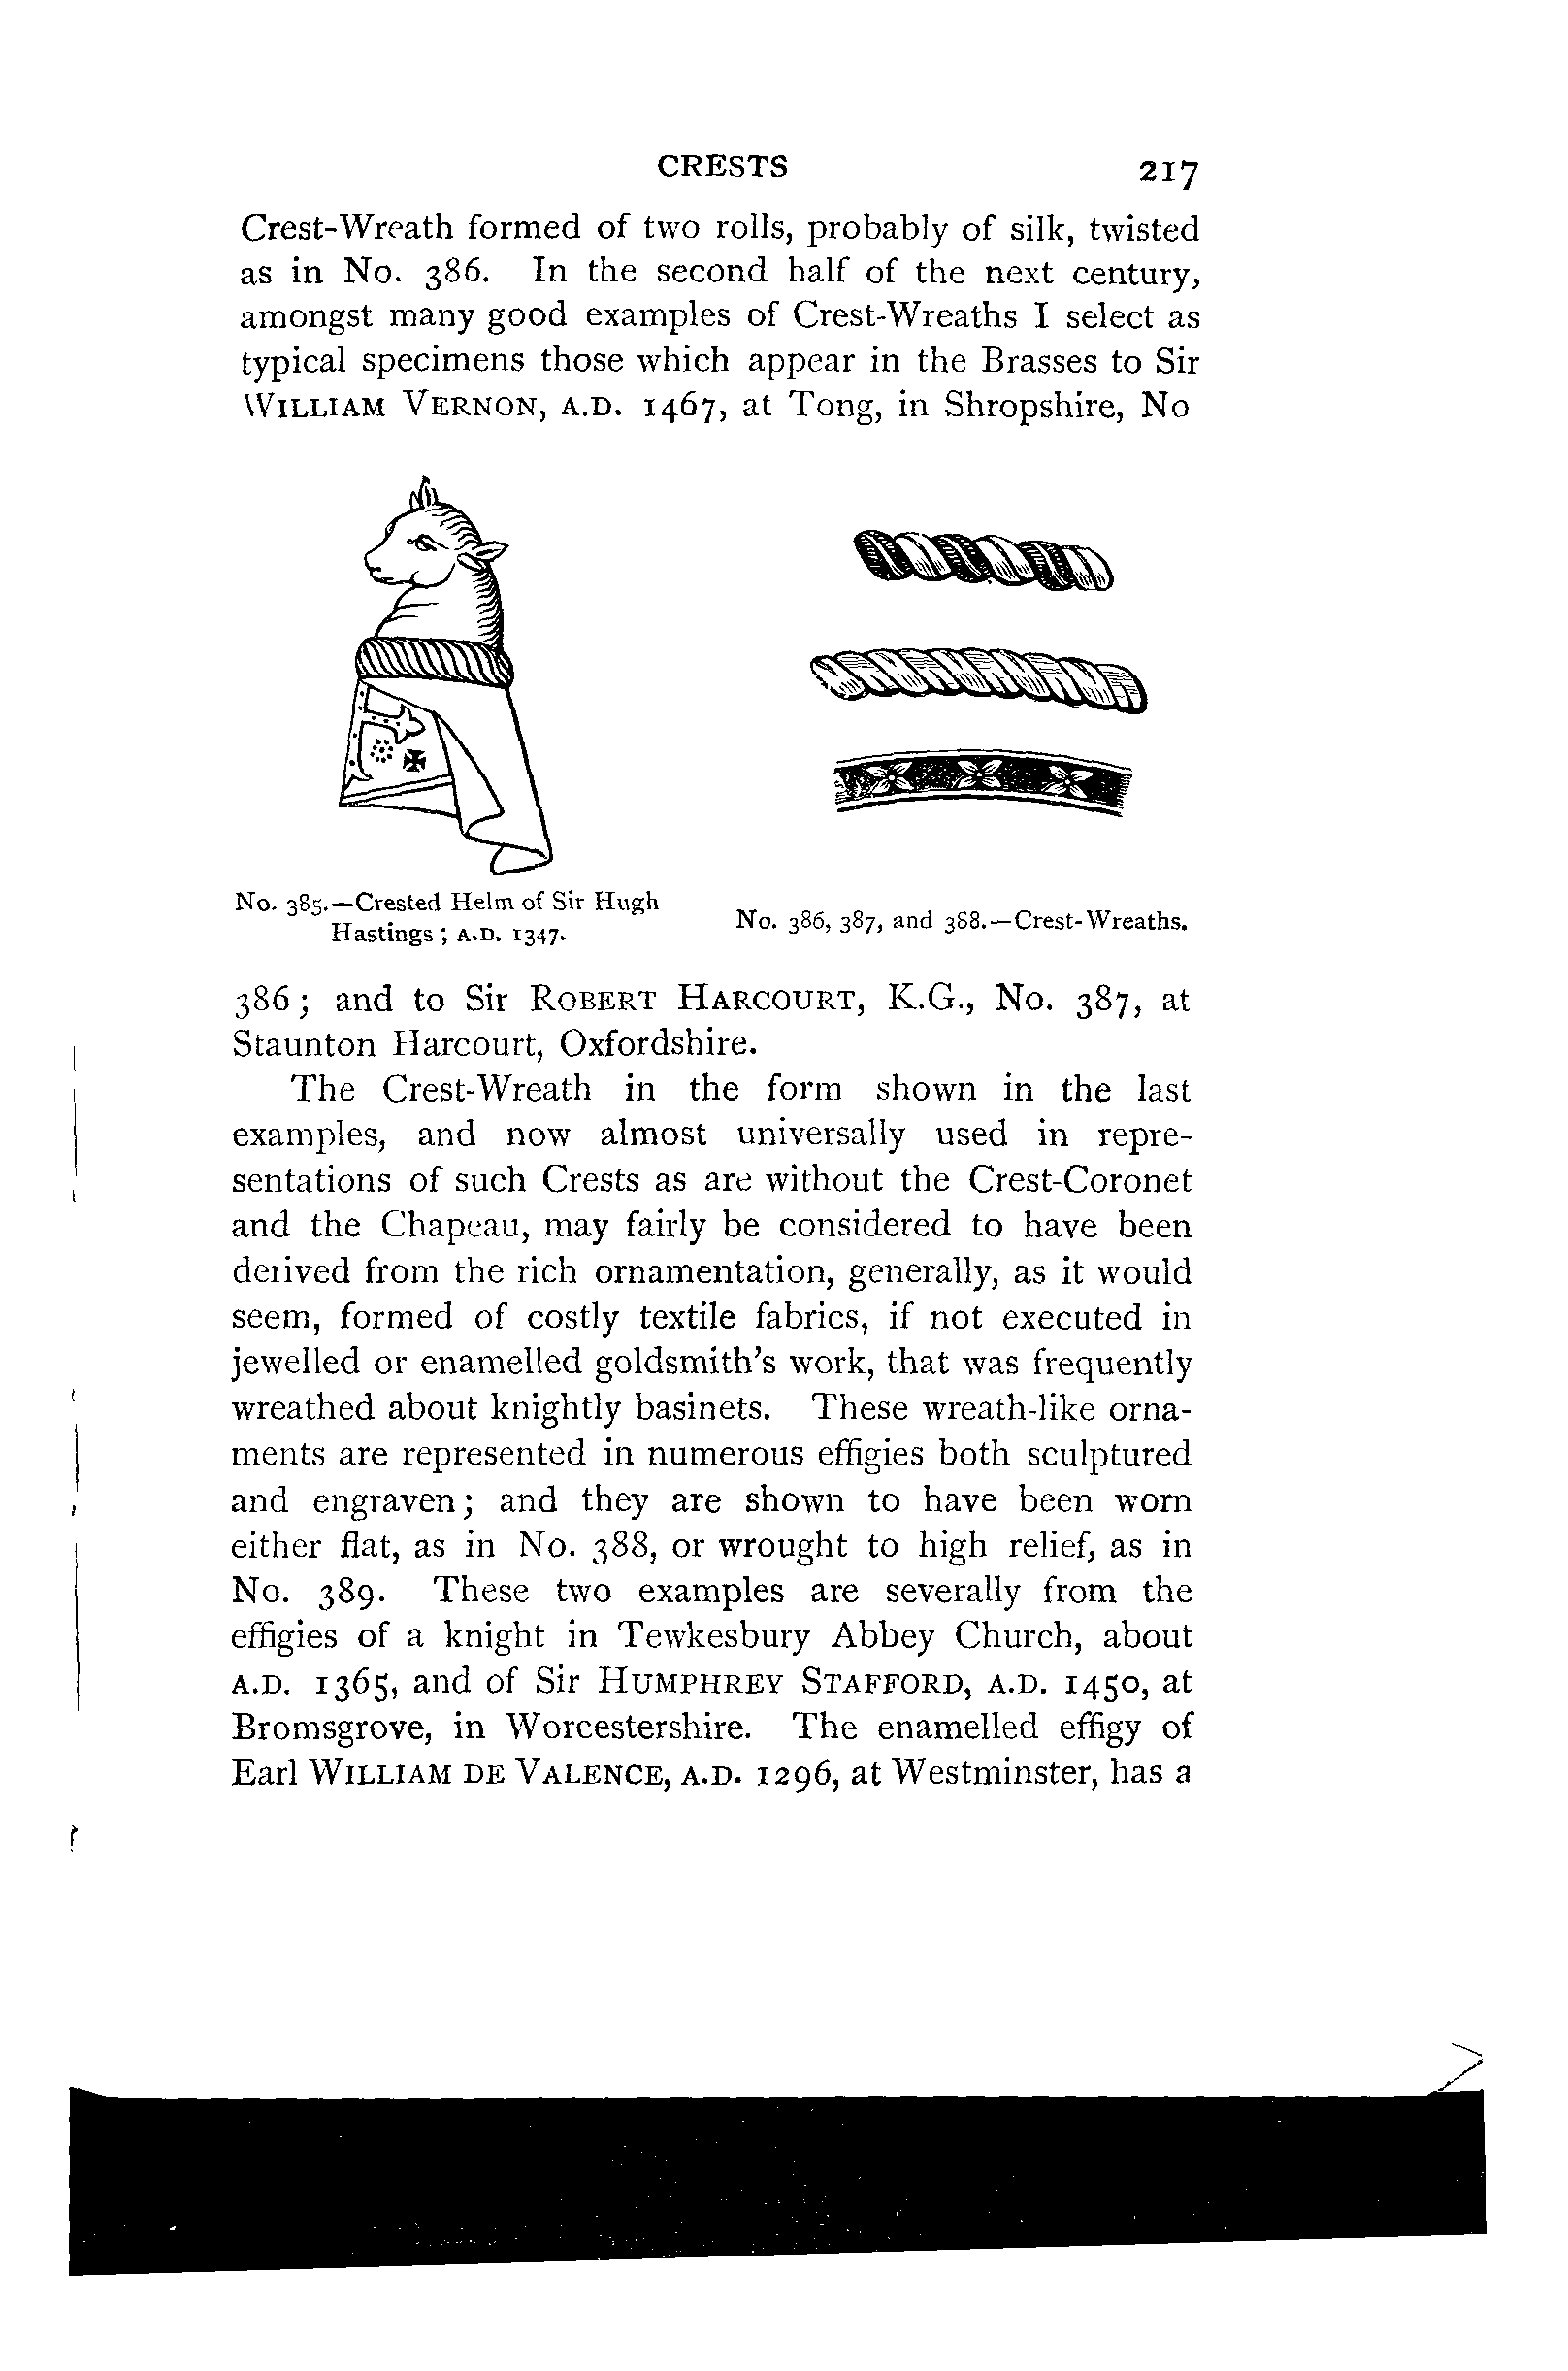 CRESTS 217
Crest-Wreath formed of two rolls, probably of silk, twisted
as in No. 386. In the second half of the next century,
amongst many good examples of Crest-Wreaths I select as
typical specimens those which appear in the Brasses to Sir
WILLIAM VERNON, A.D. 1467, at Tong, in Shropshire, No
No. 385.—Crested Helm of Sir Hugh
Hastings; A.D. 1347.
No. 386, 387, and 388.—Crest-Wreaths.
386; and to Sir ROBERT HARCOURT, K.G., No. 387, at
Staunton Harcourt, Oxfordshire.
The Crest-Wreath in the form shown in the last
examples, and now almost universally used in repre-
sentations of such Crests as are without the Crest-Coronet
and the Chapeau, may fairly be considered to have been
derived from the rich ornamentation, generally, as it would
seem, formed of costly textile fabrics, if not executed in
jewelled or enamelled goldsmith's work, that was frequently
wreathed about knightly basinets. These wreath-like orna-
ments are represented in numerous effigies both sculptured
and engraven; and they are shown to have been worn
either flat, as in No. 388, or wrought to high relief, as in
No. 389. These two examples are severally from the
effigies of a knight in Tewkesbury Abbey Church, about
A.D. 1365, and of Sir HUMPHREY STAFFORD, A.D. 1450, at
Bromsgrove, in Worcestershire. The enamelled effigy of
Earl WILLIAM DE VALENCE, A.D. 1296, at Westminster, has a